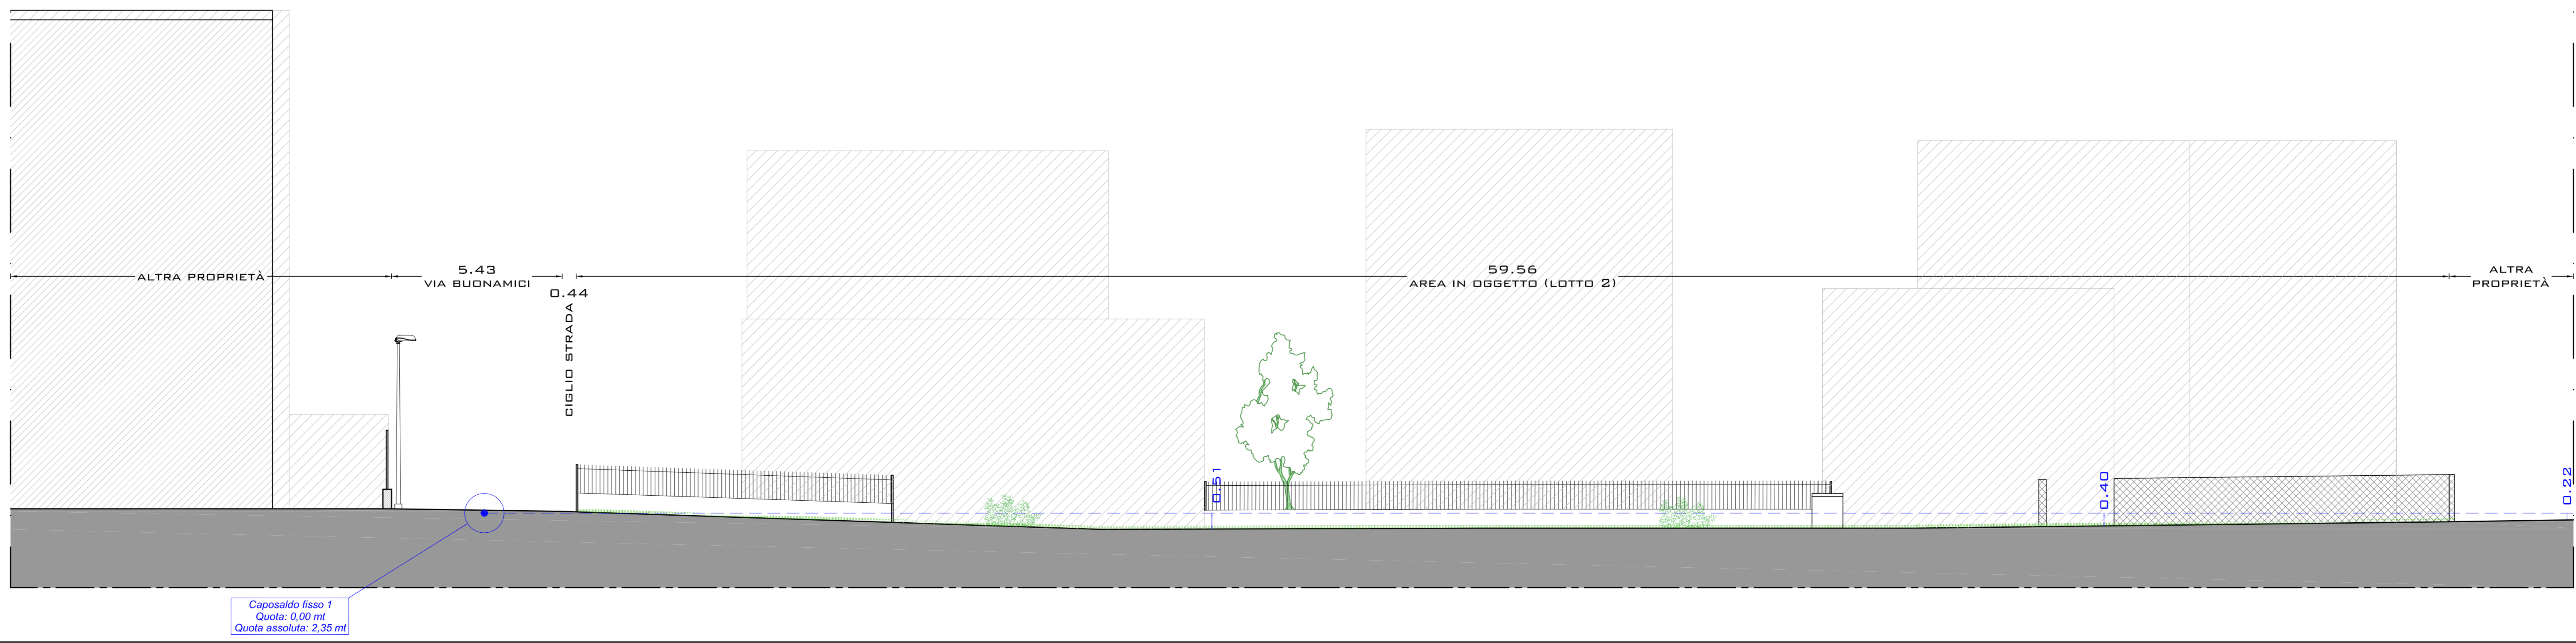 ALTRA PROPRIETÀ
5.43
VIA BUONAMICI
0.44
CIGLIO STRADA
59.56
AREA IN OGGETTO (LOTTO 2)
ALTRA
PROPRIETÀ
0.51
0.40
0.22
Caposaldo fisso 1
Quota: 0,00 mt
Quota assoluta: 2,35 mt